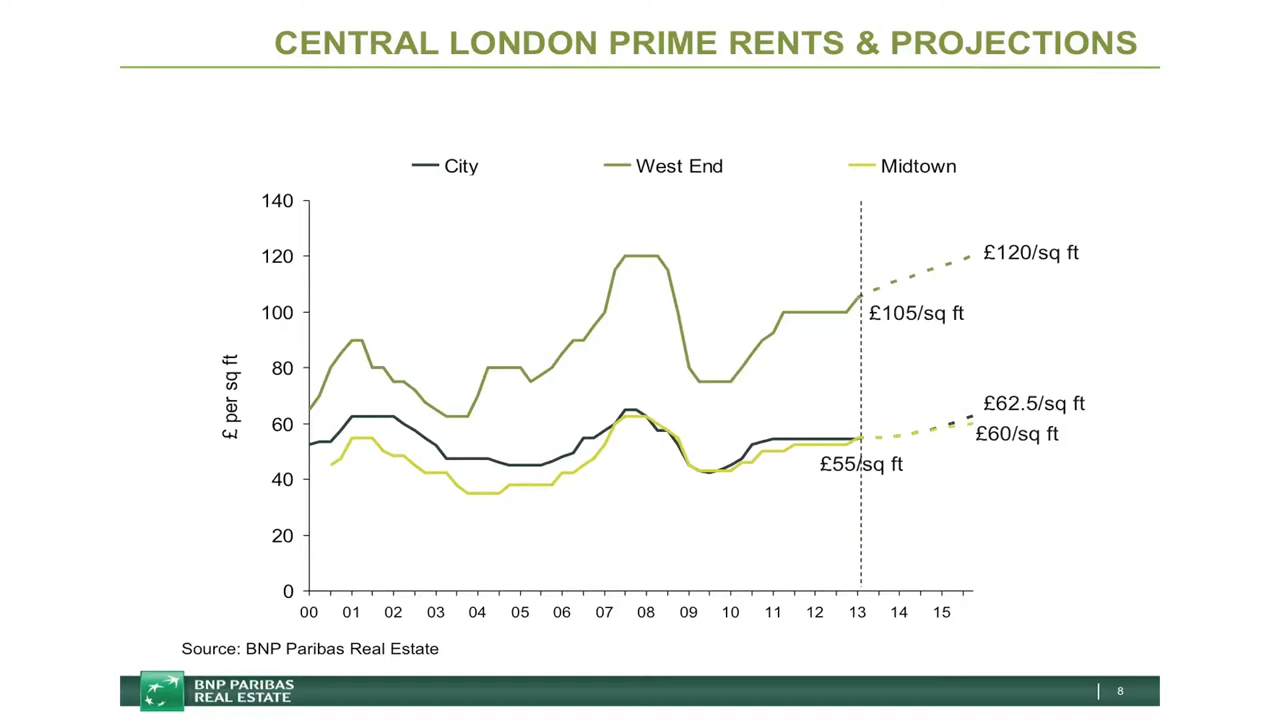 CENTRAL LONDON PRIME RENTS & PROJECTIONS
City West End Midtown
140
120
100
80
60
40
20
0
£ per sq ft
£120/sq ft
£105/sq ft
£62.5/sq ft
£60/sq ft
£55/sq ft
00 01 02 03 04 05 06 07 08 09 10 11 12 13 14 15
Source: BNP Paribas Real Estate
BNP PARIBAS
REAL ESTATE
8